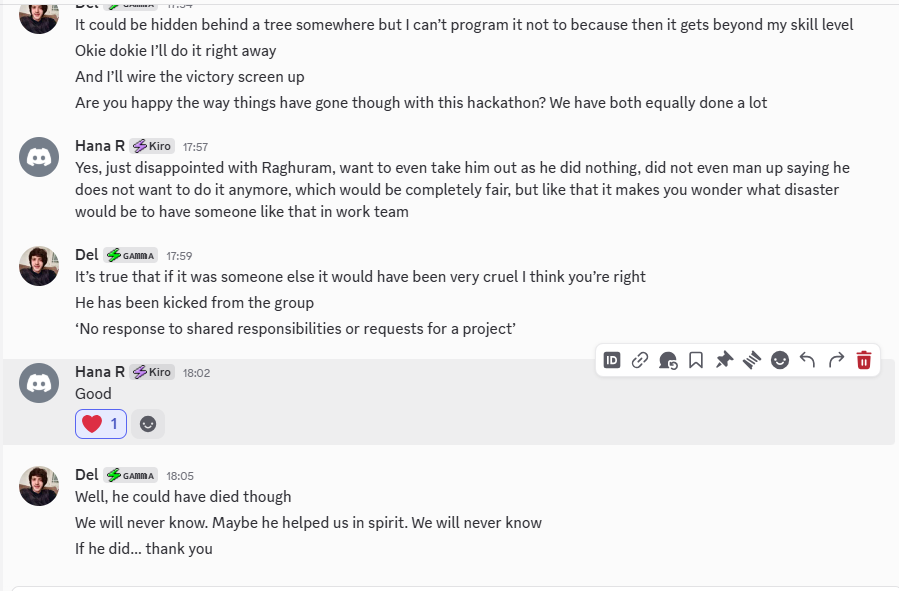 Del GAMMA 17:54
It could be hidden behind a tree somewhere but I can’t program it not to because then it gets beyond my skill level
Okie dokie I’ll do it right away
And I’ll wire the victory screen up
Are you happy the way things have gone though with this hackathon? We have both equally done a lot
Hana R Kiro 17:57
Yes, just disappointed with Raghuram, want to even take him out as he did nothing, did not even man up saying he
does not want to do it anymore, which would be completely fair, but like that it makes you wonder what disaster
would be to have someone like that in work team
Del GAMMA 17:59
It’s true that if it was someone else it would have been very cruel I think you’re right
He has been kicked from the group
‘No response to shared responsibilities or requests for a project’
ID
Hana R Kiro 18:02
Good
1
Del GAMMA 18:05
Well, he could have died though
We will never know. Maybe he helped us in spirit. We will never know
If he did... thank you